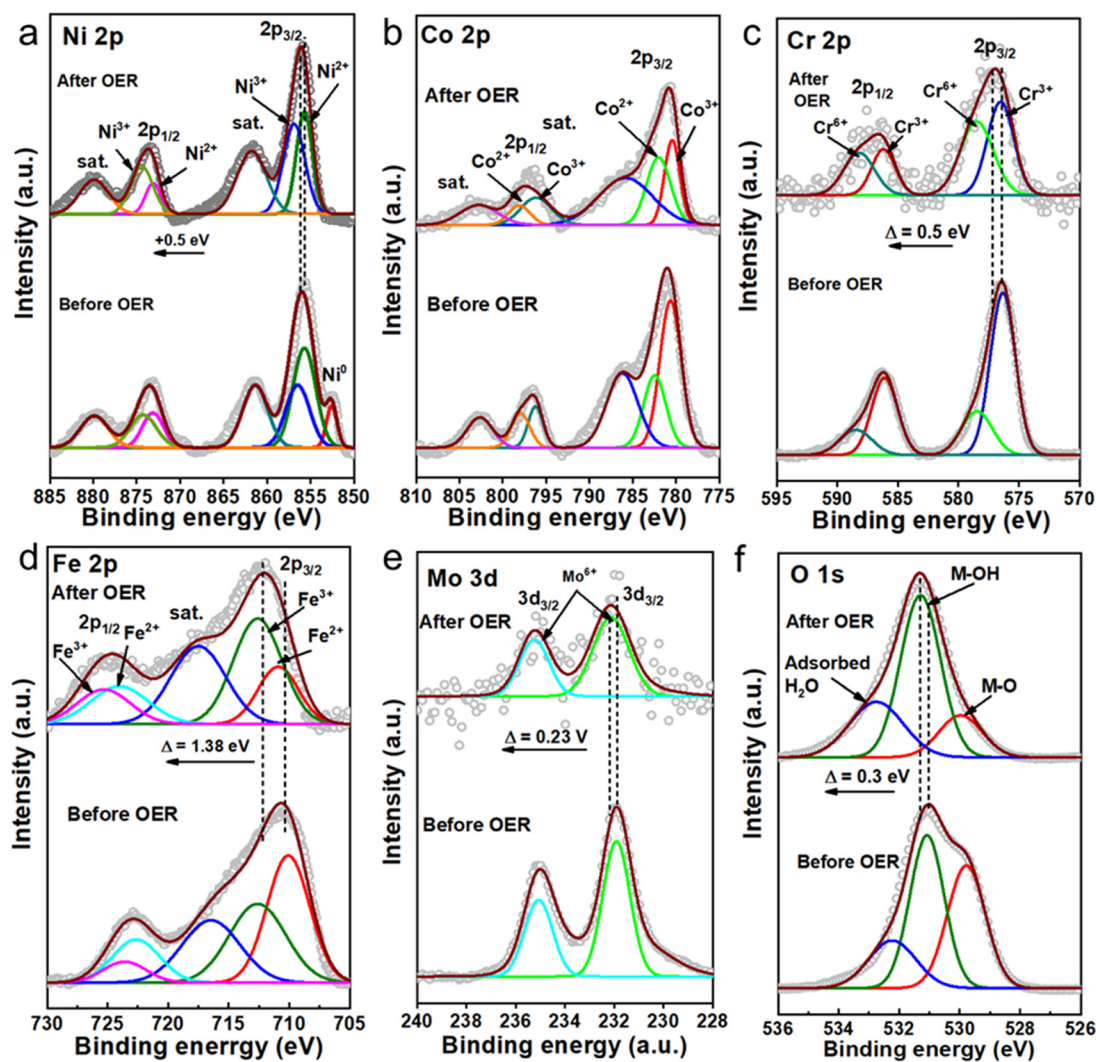 a
Ni 2p
2p3/2
After OER
Ni3+
Ni2+
sat.
Ni3+
2p1/2
Ni2+
sat.
+0.5 eV
Before OER
Ni0
Intensity (a.u.)
885 880 875 870 865 860 855 850
Binding energy (eV)
b
Co 2p
2p3/2
After OER
Co2+
Co3+
sat.
2p1/2
Co2+
Co3+
sat.
Before OER
Intensity (a.u.)
810 805 800 795 790 785 780 775
Binding energy (eV)
c
Cr 2p
2p3/2
After
OER
2p1/2
Cr6+
Cr3+
Cr6+
Cr3+
Δ = 0.5 eV
Before OER
Intensity (a.u.)
595 590 585 580 575 570
Binding energy (eV)
d
Fe 2p
2p3/2
After OER
sat.
Fe3+
2p1/2
Fe2+
Fe3+
Fe2+
Δ = 1.38 eV
Before OER
Intensity (a.u.)
730 725 720 715 710 705
Binding energy (eV)
e
Mo 3d
Mo6+
3d3/2
3d3/2
After OER
Δ = 0.23 V
Before OER
Intensity (a.u.)
240 238 236 234 232 230 228
Binding enrergy (a.u.)
f
O 1s
M-OH
After OER
Adsorbed
H2O
M-O
Δ = 0.3 eV
Before OER
Intensity (a.u.)
536 534 532 530 528 526
Binding energy (eV)